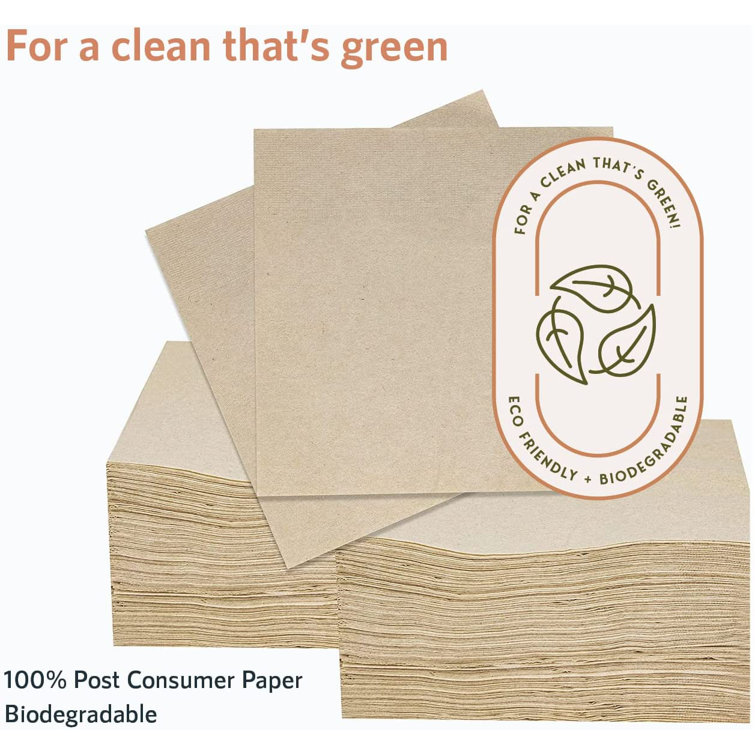 For a clean that's green
FOR A CLEAN THAT'S GREEN!
ECO FRIENDLY + BIODEGRADABLE
100% Post Consumer Paper
Biodegradable